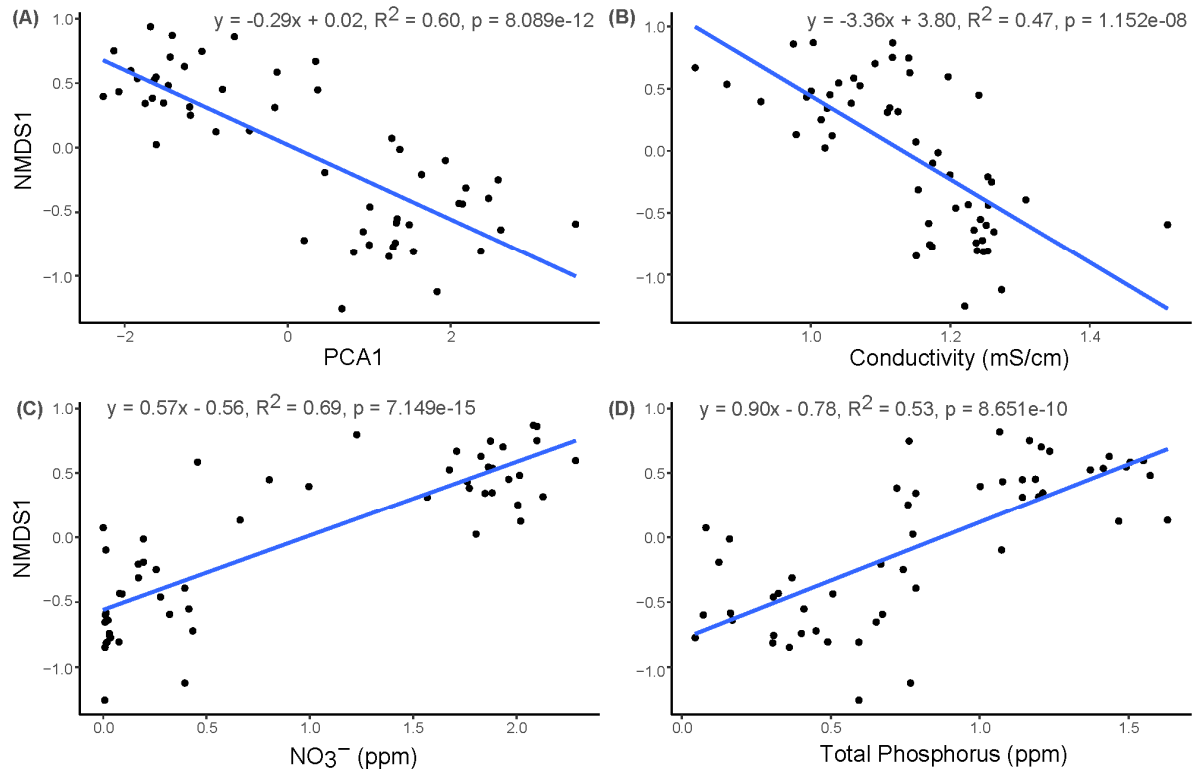 (A)
y = -0.29x + 0.02, R2 = 0.60, p = 8.089e-12
1.0
0.5
0.0
−0.5
−1.0
NMDS1
−2
0
2
PCA1
(B)
y = -3.36x + 3.80, R2 = 0.47, p = 1.152e-08
1.0
0.5
0.0
−0.5
−1.0
1.0
1.2
1.4
Conductivity (mS/cm)
(C)
y = 0.57x - 0.56, R2 = 0.69, p = 7.149e-15
1.0
0.5
0.0
−0.5
−1.0
NMDS1
0.0
0.5
1.0
1.5
2.0
NO3− (ppm)
(D)
y = 0.90x - 0.78, R2 = 0.53, p = 8.651e-10
1.0
0.5
0.0
−0.5
−1.0
0.0
0.5
1.0
1.5
Total Phosphorus (ppm)